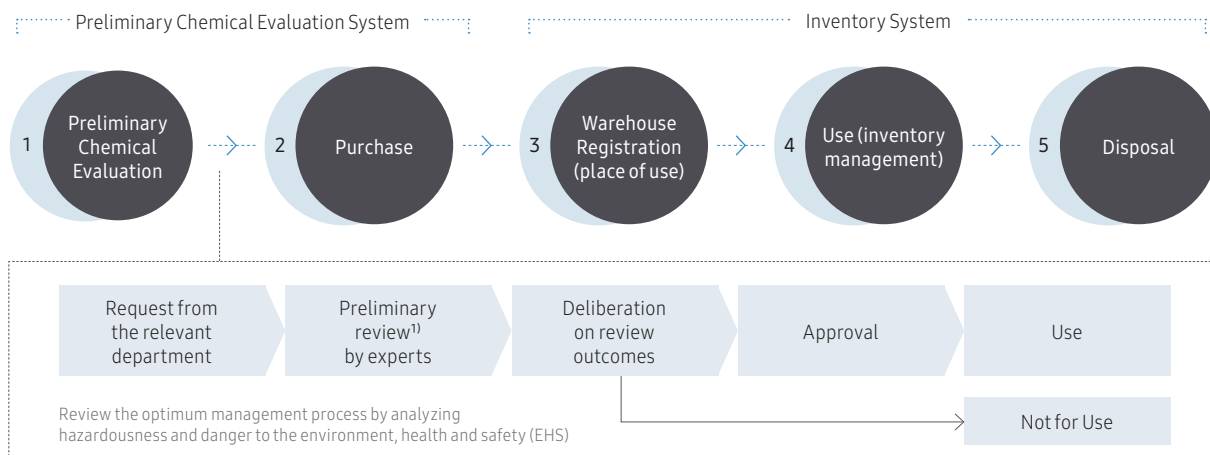 Preliminary Chemical Evaluation System
Inventory System
1
Preliminary
Chemical
Evaluation
2
Purchase
3
Warehouse
Registration
(place of use)
4
Use (inventory
management)
5
Disposal
Request from
the relevant
department
Preliminary
review¹⁾
by experts
Deliberation
on review
outcomes
Approval
Use
Review the optimum management process by analyzing
hazardousness and danger to the environment, health and safety (EHS)
Not for Use